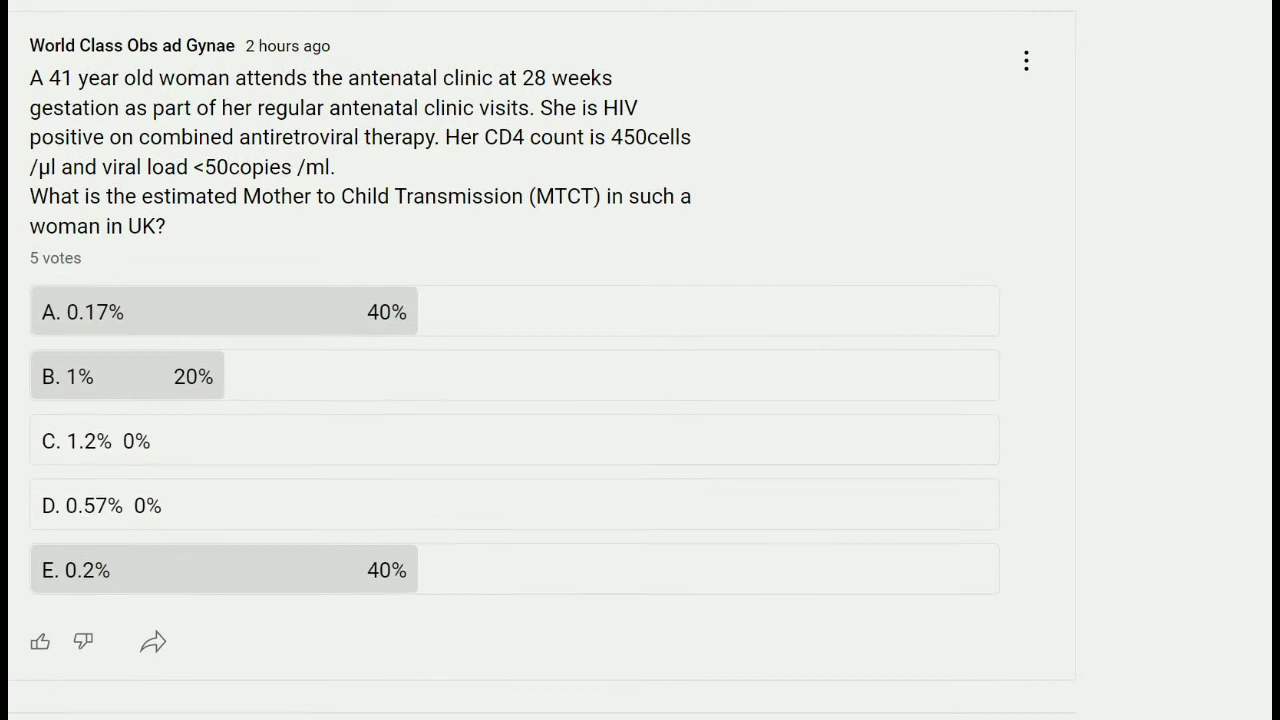 World Class Obs ad Gynae 2 hours ago
A 41 year old woman attends the antenatal clinic at 28 weeks
gestation as part of her regular antenatal clinic visits. She is HIV
positive on combined antiretroviral therapy. Her CD4 count is 450cells
/µl and viral load <50copies /ml.
What is the estimated Mother to Child Transmission (MTCT) in such a
woman in UK?
5 votes
A. 0.17% 40%
B. 1% 20%
C. 1.2% 0%
D. 0.57% 0%
E. 0.2% 40%